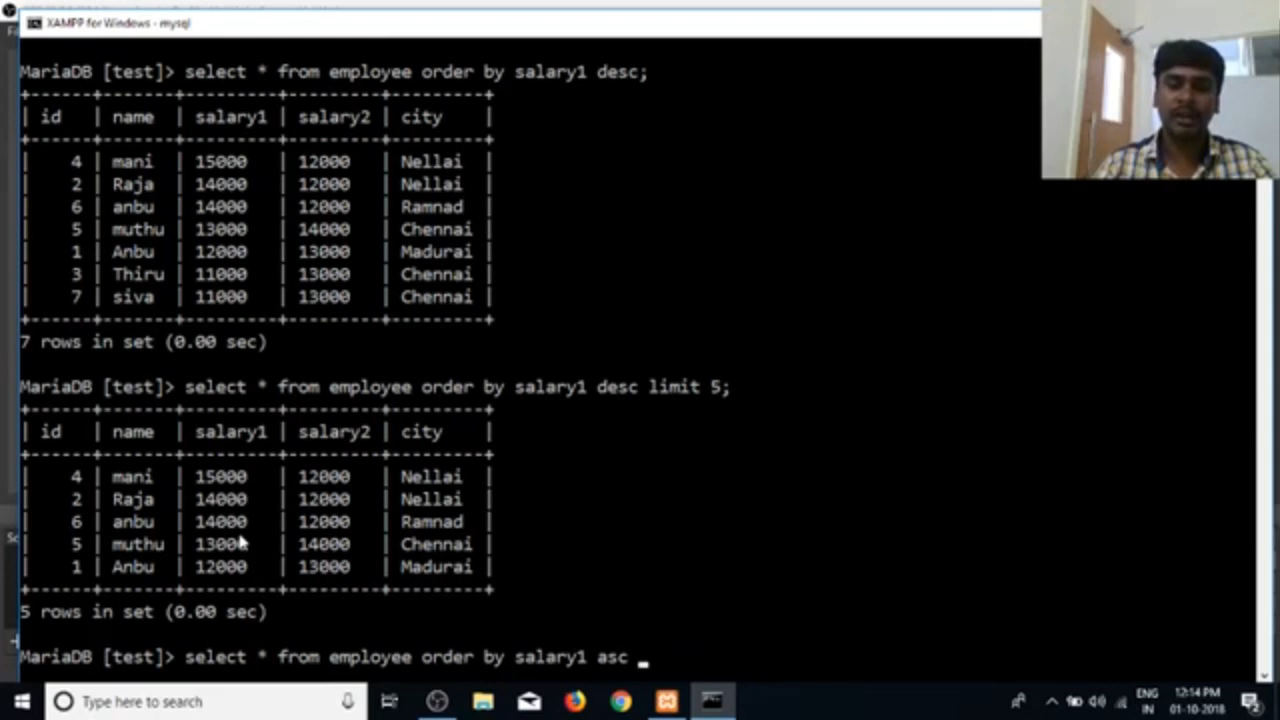 XAMPP for Windows - mysql
MariaDB [test]> select * from employee order by salary1 desc;
+------+-------+---------+---------+---------+
| id | name | salary1 | salary2 | city |
+------+-------+---------+---------+---------+
| 4 | mani | 15000 | 12000 | Nellai |
| 2 | Raja | 14000 | 12000 | Nellai |
| 6 | anbu | 14000 | 12000 | Ramnad |
| 5 | muthu | 13000 | 14000 | Chennai |
| 1 | Anbu | 12000 | 13000 | Madurai |
| 3 | Thiru | 11000 | 13000 | Chennai |
| 7 | siva | 11000 | 13000 | Chennai |
+------+-------+---------+---------+---------+
7 rows in set (0.00 sec)
MariaDB [test]> select * from employee order by salary1 desc limit 5;
+------+-------+---------+---------+---------+
| id | name | salary1 | salary2 | city |
+------+-------+---------+---------+---------+
| 4 | mani | 15000 | 12000 | Nellai |
| 2 | Raja | 14000 | 12000 | Nellai |
| 6 | anbu | 14000 | 12000 | Ramnad |
| 5 | muthu | 13000 | 14000 | Chennai |
| 1 | Anbu | 12000 | 13000 | Madurai |
+------+-------+---------+---------+---------+
5 rows in set (0.00 sec)
MariaDB [test]> select * from employee order by salary1 asc _
Type here to search
ENG
IN
12:14 PM
01-10-2018
2